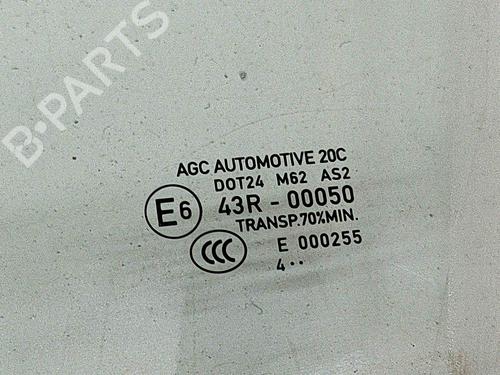 B-PARTS
AGC AUTOMOTIVE 20C
DOT24 M62 AS2
E6 43R - 00050
TRANSP.70%MIN.
CCC E 000255
4 ··